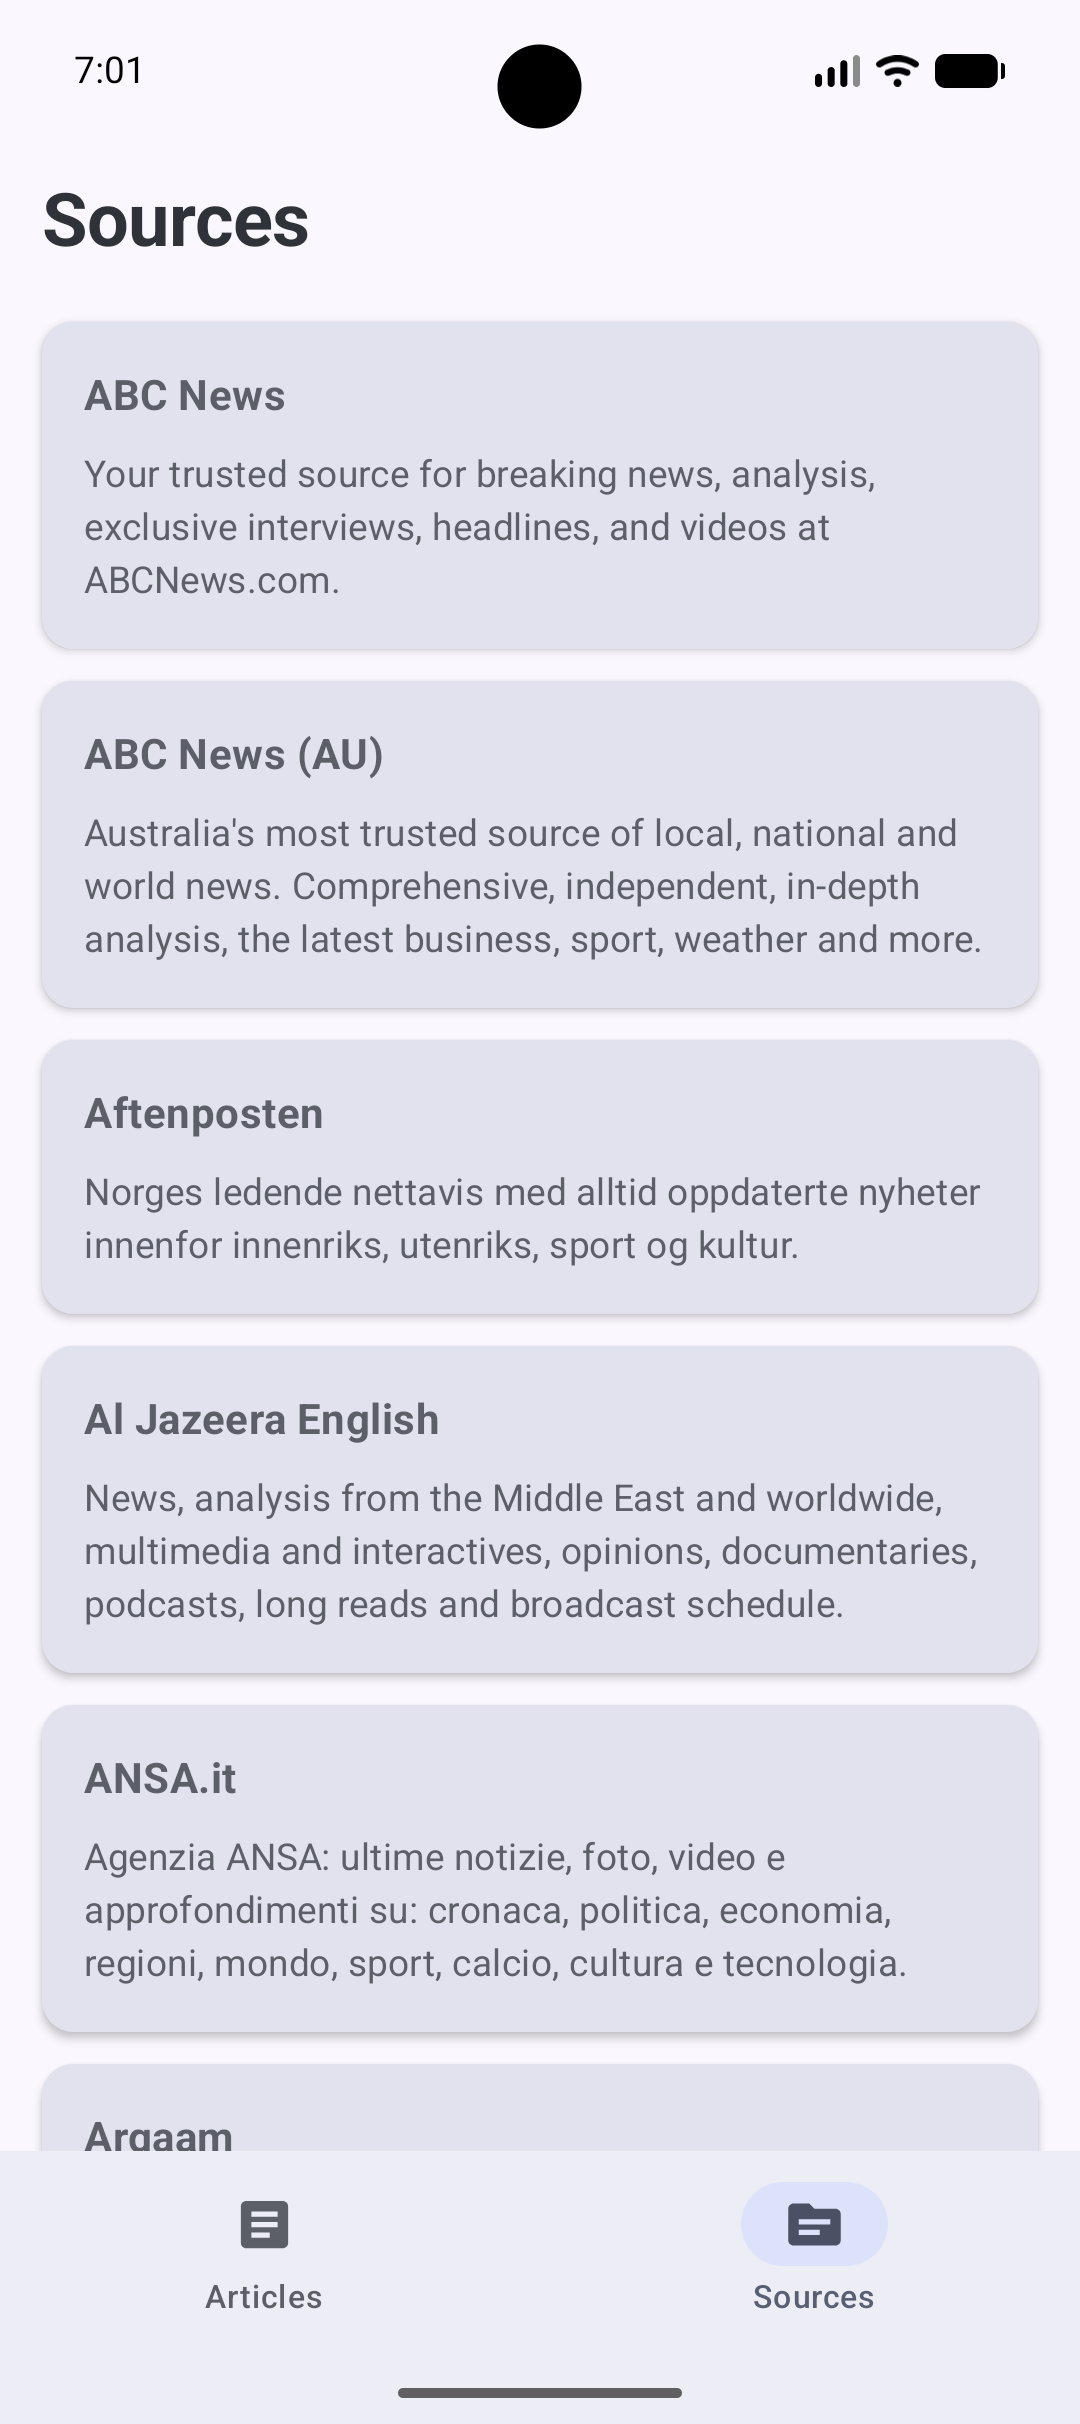 7:01
Sources
ABC News
Your trusted source for breaking news, analysis,
exclusive interviews, headlines, and videos at
ABCNews.com.
ABC News (AU)
Australia's most trusted source of local, national and
world news. Comprehensive, independent, in-depth
analysis, the latest business, sport, weather and more.
Aftenposten
Norges ledende nettavis med alltid oppdaterte nyheter
innenfor innenriks, utenriks, sport og kultur.
Al Jazeera English
News, analysis from the Middle East and worldwide,
multimedia and interactives, opinions, documentaries,
podcasts, long reads and broadcast schedule.
ANSA.it
Agenzia ANSA: ultime notizie, foto, video e
approfondimenti su: cronaca, politica, economia,
regioni, mondo, sport, calcio, cultura e tecnologia.
Argaam
Articles
Sources